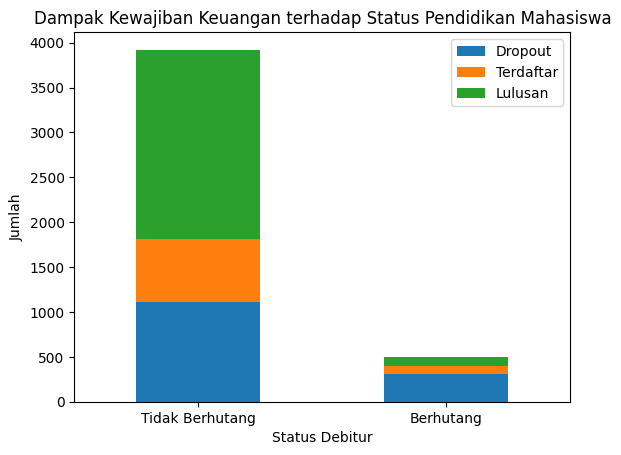 Dampak Kewajiban Keuangan terhadap Status Pendidikan Mahasiswa
Dropout
Terdaftar
Lulusan
Jumlah
4000
3500
3000
2500
2000
1500
1000
500
0
Tidak Berhutang
Berhutang
Status Debitur